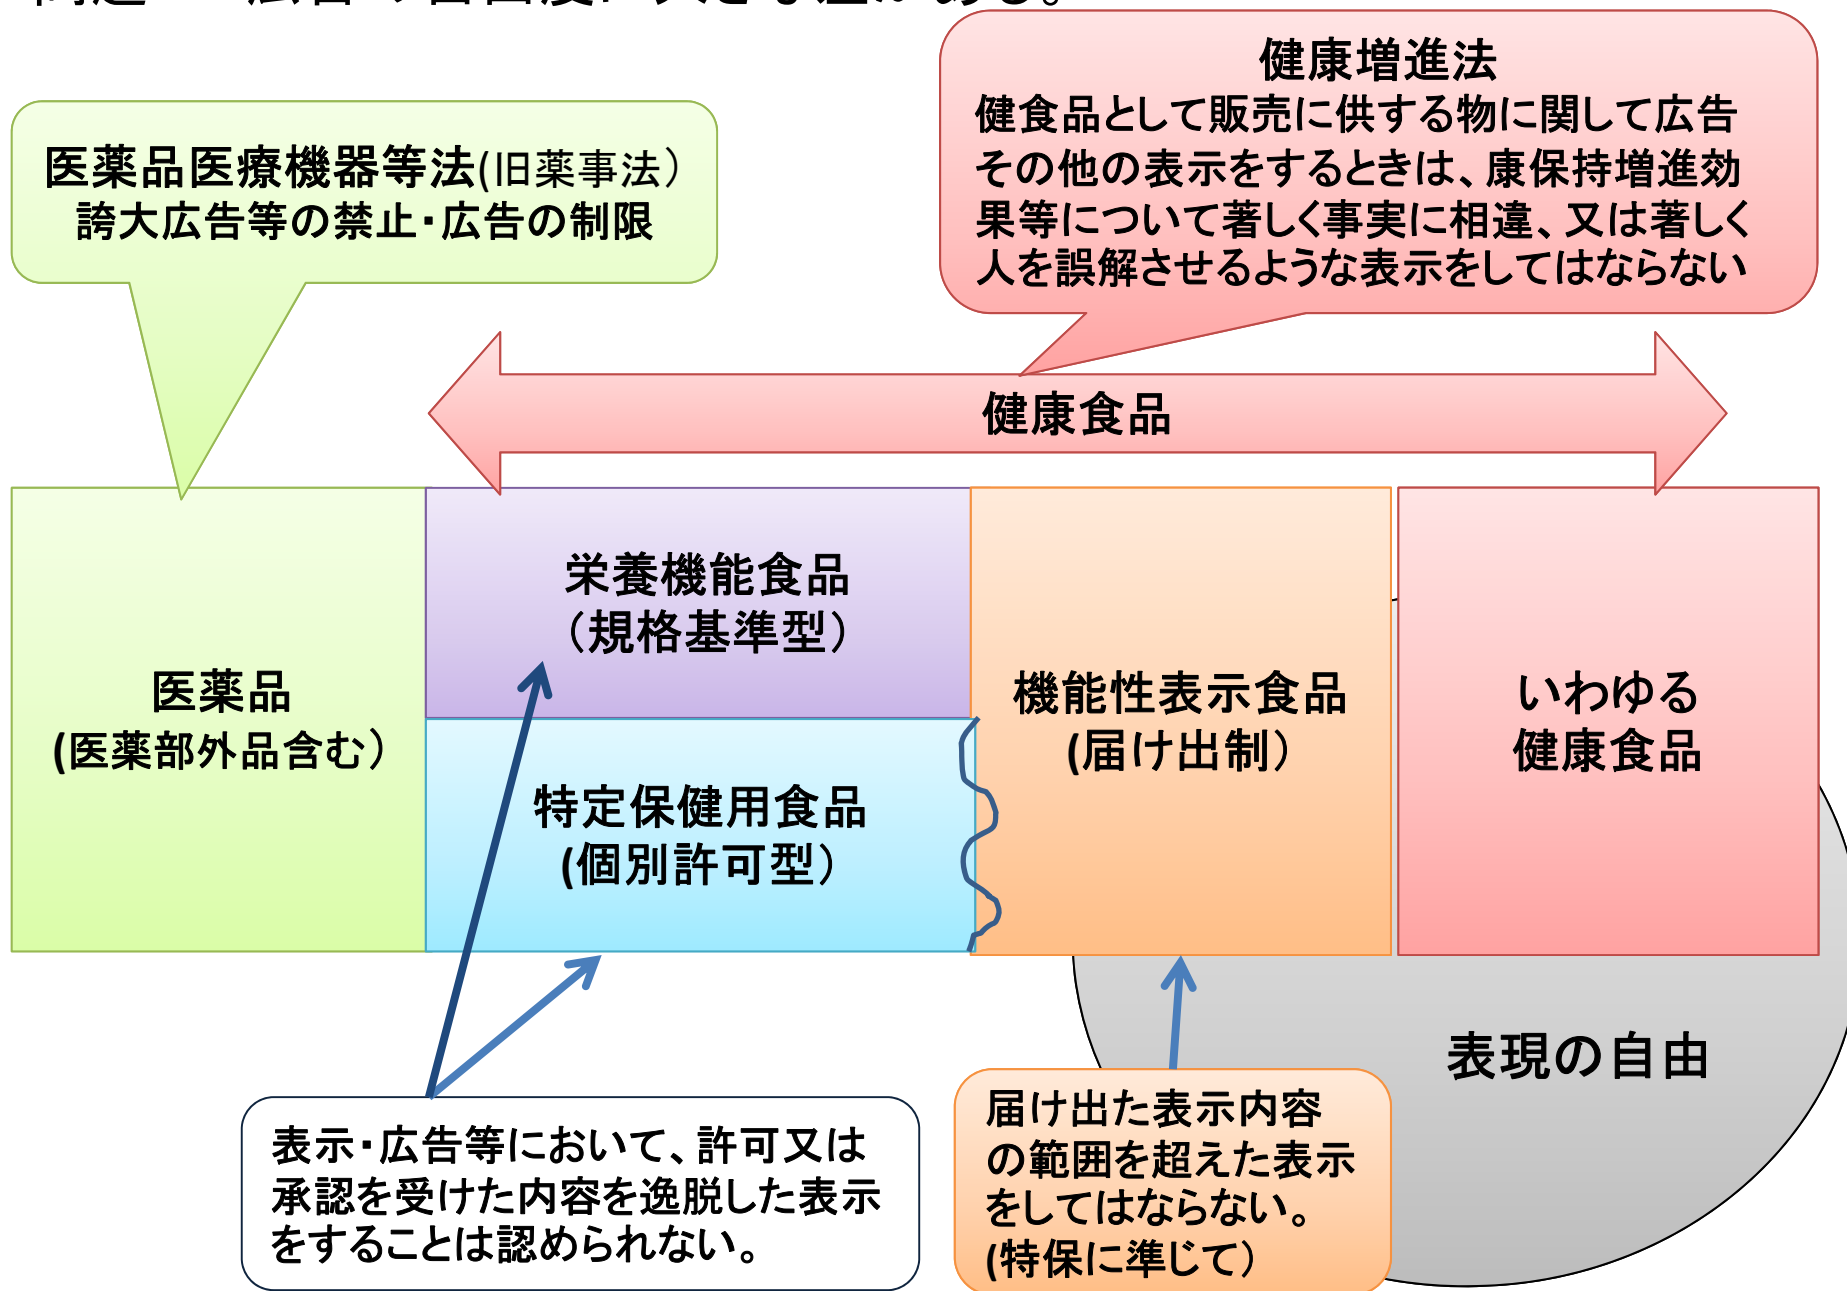 健康増進法
健食品として販売に供する物に関して広告
その他の表示をするときは、康保持増進効
果等について著しく事実に相違、又は著しく
人を誤解させるような表示をしてはならない
医薬品医療機器等法(旧薬事法）
誇大広告等の禁止・広告の制限
健康食品
医薬品
(医薬部外品含む）
栄養機能食品
（規格基準型）
特定保健用食品
(個別許可型）
機能性表示食品
(届け出制）
いわゆる
健康食品
表現の自由
表示・広告等において、許可又は
承認を受けた内容を逸脱した表示
をすることは認められない。
届け出た表示内容
の範囲を超えた表示
をしてはならない。
(特保に準じて）